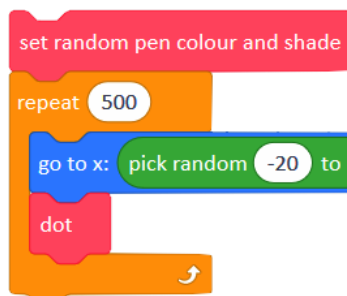 set random pen colour and shade
repeat 500
go to x: pick random -20 to
dot